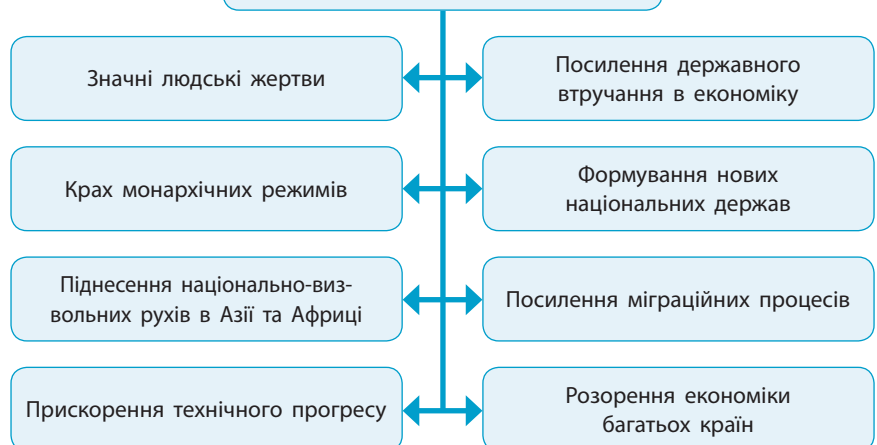 Значні людські жертви
Посилення державного
втручання в економіку
Крах монархічних режимів
Формування нових
національних держав
Піднесення національно-виз-
вольних рухів в Азії та Африці
Посилення міграційних процесів
Прискорення технічного прогресу
Розорення економіки
багатьох країн